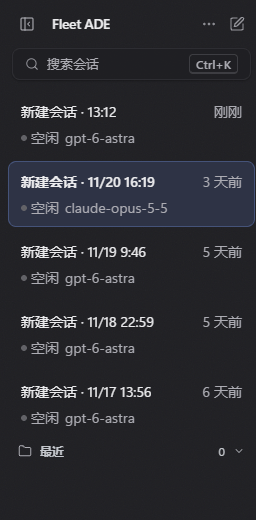 Fleet ADE
搜索会话 Ctrl+K
新建会话 · 13:12 刚刚
空闲 gpt-6-astra
新建会话 · 11/20 16:19 3 天前
空闲 claude-opus-5-5
新建会话 · 11/19 9:46 5 天前
空闲 gpt-6-astra
新建会话 · 11/18 22:59 5 天前
空闲 gpt-6-astra
新建会话 · 11/17 13:56 6 天前
空闲 gpt-6-astra
最近 0